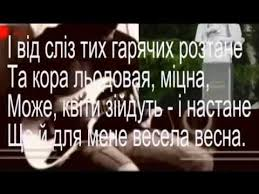 І від сліз тих гарячих розтане
Та кора льодовая, міцна,
Може, квіти зійдуть - і настане
Ще й для мене весела весна.